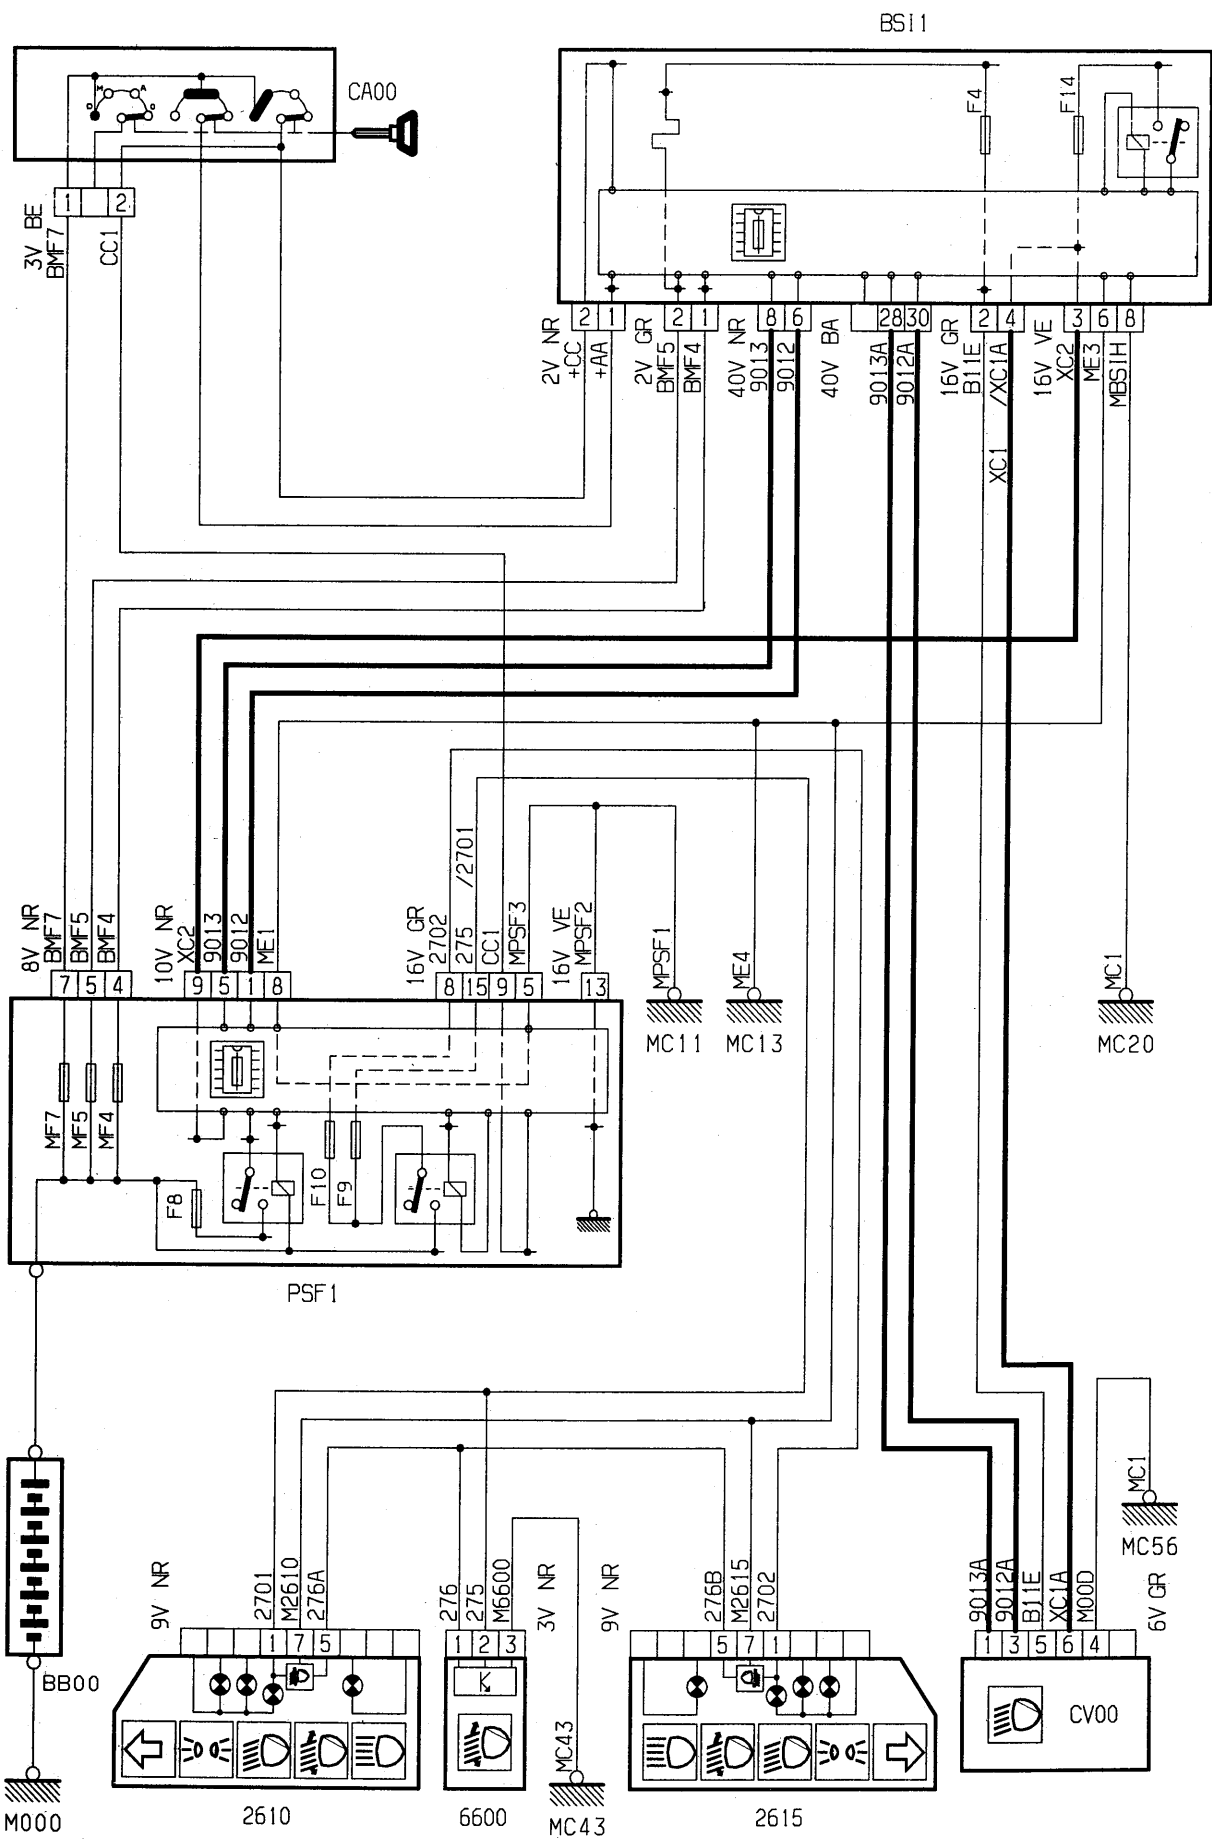 BSI1
CA00
M A
D D
F4
F14
1 2
3V BE
BMF7
CC1
2 1
2 1
8 6
28 30
2 4
3 6 8
2V NR
+CC
+AA
2V GR
BMF5
BMF4
40V NR
9013
9012
40V BA
9013A
9012A
16V GR
B11E
XC1 /XC1A
16V VE
XC2
ME3
MBSIH
8V NR
BMF7
BMF5
BMF4
10V NR
XC2
9013
9012
ME1
16V GR
2702
275 /2701
CC1
MPSF3
16V VE
MPSF2
MPSF1
ME4
MC1
7 5 4
9 5 1 8
8 15 9 5
13
MC11
MC13
MC20
MF7
MF5
MF4
F8
F10
F9
PSF1
MC1
MC56
9V NR
2701
M2610
276A
276
275
M6600
3V NR
9V NR
276B
M2615
2702
9013A
9012A
B11E
XC1A
M00D
6V GR
1 7 5
1 2 3
5 7 1
1 3 5 6 4
BB00
K
CV00
MC43
M000
2610
6600
MC43
2615